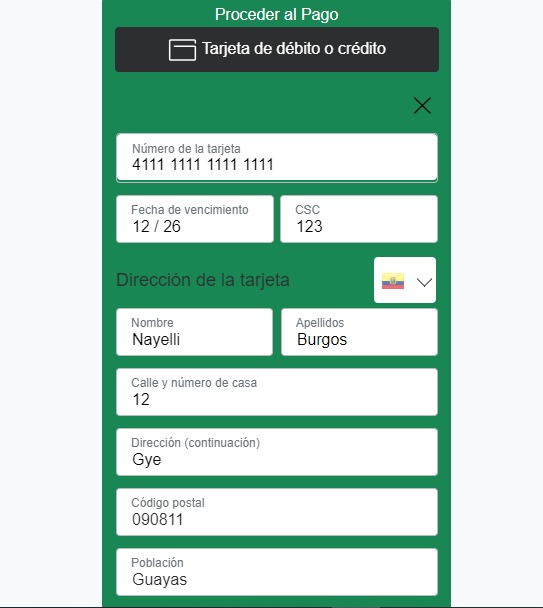 Proceder al Pago
Tarjeta de débito o crédito
Número de la tarjeta
4111 1111 1111 1111
Fecha de vencimiento
12 / 26
CSC
123
Dirección de la tarjeta
Nombre
Nayelli
Apellidos
Burgos
Calle y número de casa
12
Dirección (continuación)
Gye
Código postal
090811
Población
Guayas